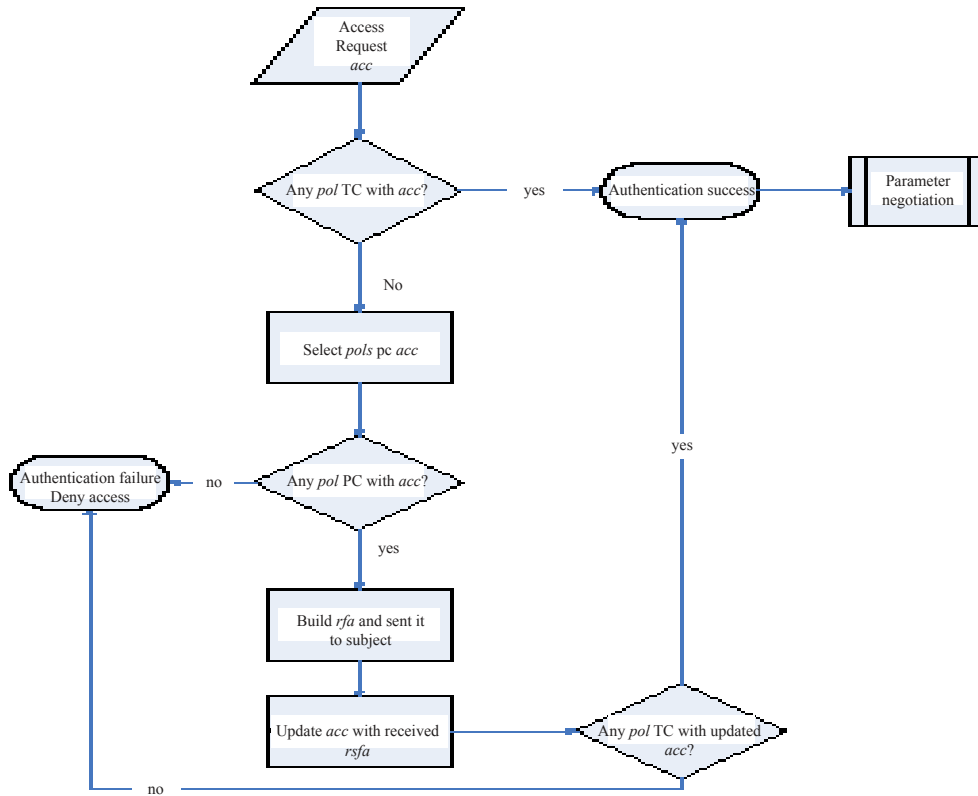 Access
Request
acc
Any pol TC with acc?
yes
Authentication success
Parameter
negotiation
No
Select pols pc acc
Any pol PC with acc?
no
Authentication failure
Deny access
yes
yes
Build rfa and sent it
to subject
Update acc with received
rsfa
Any pol TC with updated
acc?
no